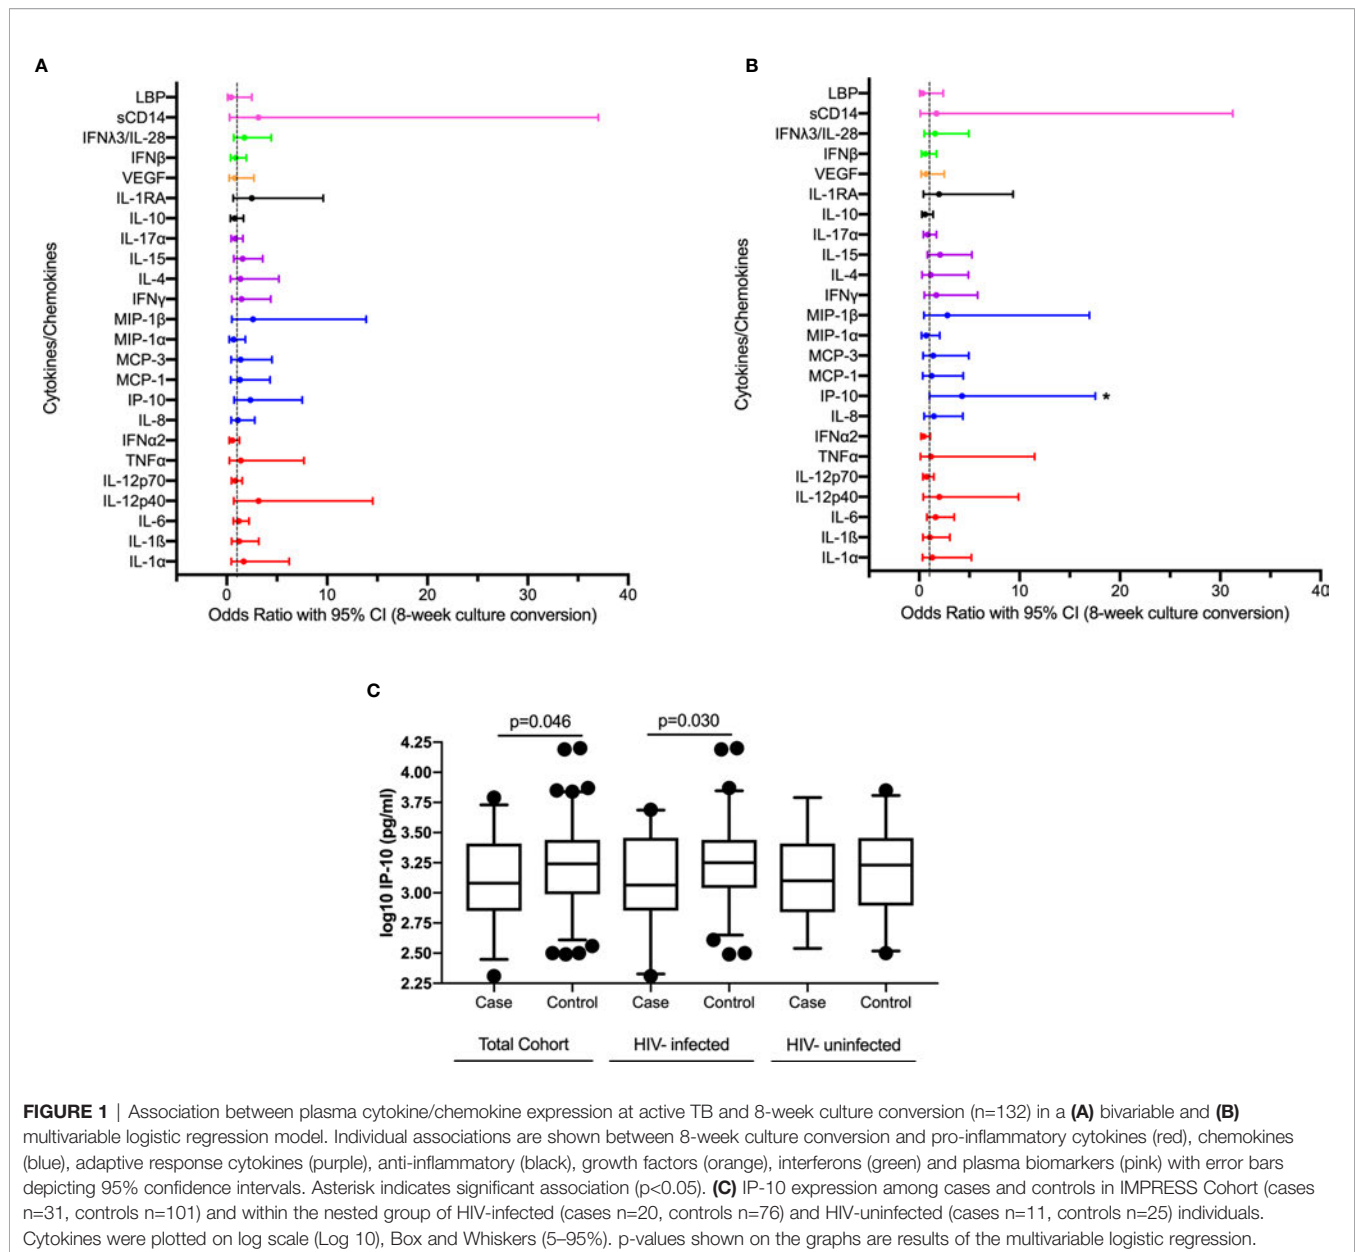 A
LBP
sCD14
IFNλ3/IL-28
IFNβ
VEGF
IL-1RA
IL-10
IL-17α
IL-15
IL-4
IFNγ
MIP-1β
MIP-1α
MCP-3
MCP-1
IP-10
IL-8
IFNα2
TNFα
IL-12p70
IL-12p40
IL-6
IL-1ß
IL-1α
Cytokines/Chemokines
0 10 20 30 40
Odds Ratio with 95% CI (8-week culture conversion)
B
LBP
sCD14
IFNλ3/IL-28
IFNβ
VEGF
IL-1RA
IL-10
IL-17α
IL-15
IL-4
IFNγ
MIP-1β
MIP-1α
MCP-3
MCP-1
IP-10 *
IL-8
IFNα2
TNFα
IL-12p70
IL-12p40
IL-6
IL-1ß
IL-1α
Cytokines/Chemokines
0 10 20 30 40
Odds Ratio with 95% CI (8-week culture conversion)
C
p=0.046 p=0.030
4.25
4.00
3.75
3.50
3.25
3.00
2.75
2.50
2.25
log10 IP-10 (pg/ml)
Case Control Case Control Case Control
Total Cohort HIV- infected HIV- uninfected
FIGURE 1 | Association between plasma cytokine/chemokine expression at active TB and 8-week culture conversion (n=132) in a (A) bivariable and (B)
multivariable logistic regression model. Individual associations are shown between 8-week culture conversion and pro-inflammatory cytokines (red), chemokines
(blue), adaptive response cytokines (purple), anti-inflammatory (black), growth factors (orange), interferons (green) and plasma biomarkers (pink) with error bars
depicting 95% confidence intervals. Asterisk indicates significant association (p<0.05). (C) IP-10 expression among cases and controls in IMPRESS Cohort (cases
n=31, controls n=101) and within the nested group of HIV-infected (cases n=20, controls n=76) and HIV-uninfected (cases n=11, controls n=25) individuals.
Cytokines were plotted on log scale (Log 10), Box and Whiskers (5–95%). p-values shown on the graphs are results of the multivariable logistic regression.